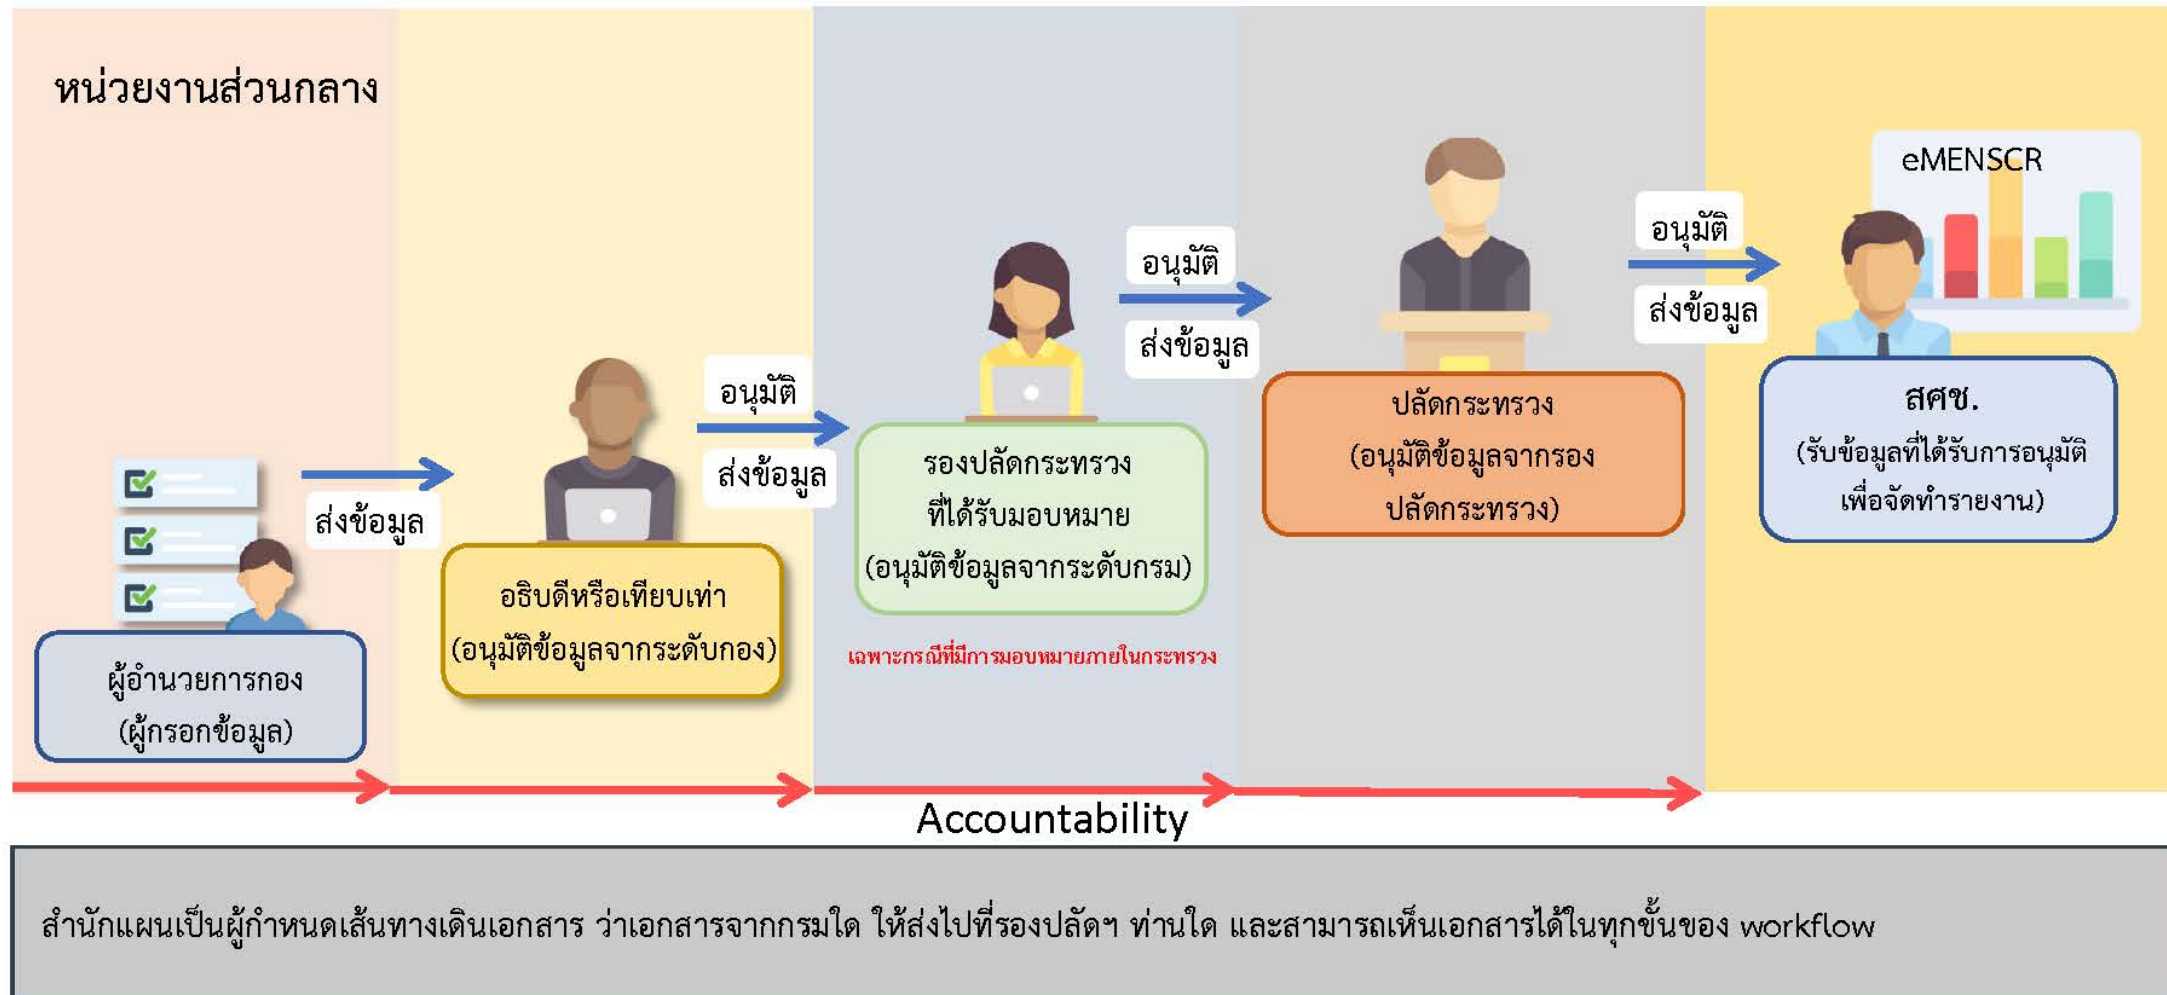 หน่วยงานส่วนกลาง
ผู้อำนวยการกอง
(ผู้กรอกข้อมูล)
ส่งข้อมูล
อธิบดีหรือเทียบเท่า
(อนุมัติข้อมูลจากระดับกอง)
อนุมัติ
ส่งข้อมูล
รองปลัดกระทรวง
ที่ได้รับมอบหมาย
(อนุมัติข้อมูลจากระดับกรม)
เฉพาะกรณีที่มีการมอบหมายภายในกระทรวง
อนุมัติ
ส่งข้อมูล
ปลัดกระทรวง
(อนุมัติข้อมูลจากรอง
ปลัดกระทรวง)
อนุมัติ
ส่งข้อมูล
eMENSCR
สศช.
(รับข้อมูลที่ได้รับการอนุมัติ
เพื่อจัดทำรายงาน)
Accountability
สำนักแผนเป็นผู้กำหนดเส้นทางเดินเอกสาร ว่าเอกสารจากกรมใด ให้ส่งไปที่รองปลัดฯ ท่านใด และสามารถเห็นเอกสารได้ในทุกขั้นของ workflow